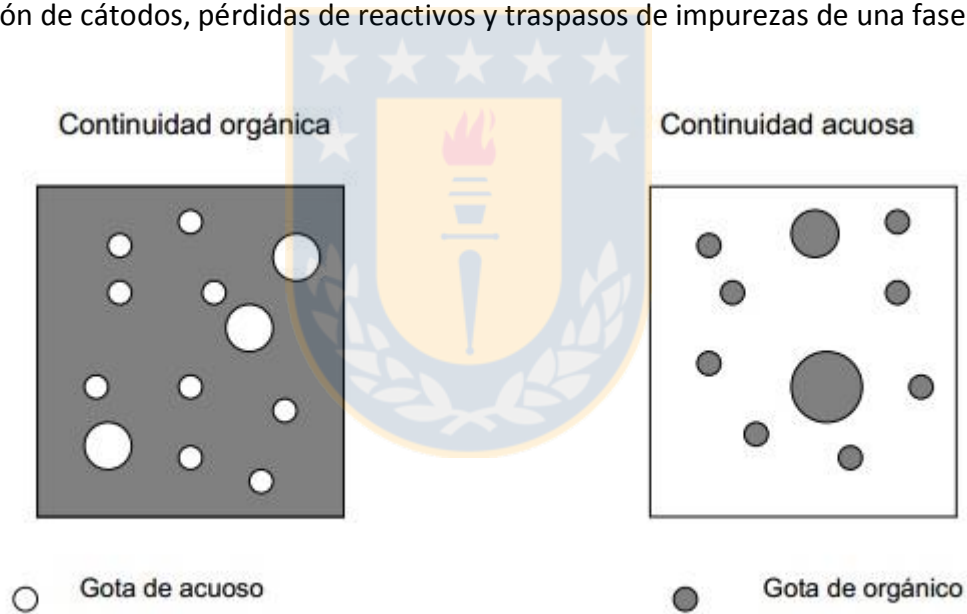 ón de cátodos, pérdidas de reactivos y traspasos de impurezas de una fase
Continuidad orgánica
Continuidad acuosa
Gota de acuoso
Gota de orgánico